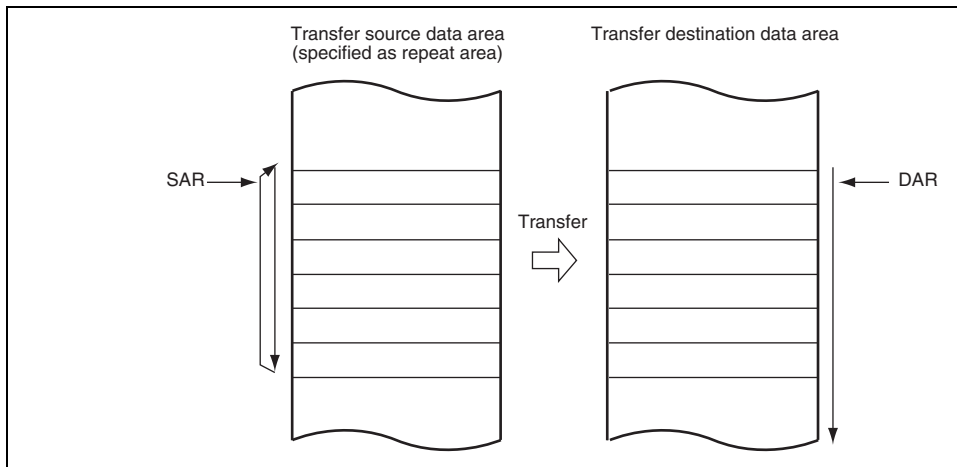 Transfer source data area
(specified as repeat area)
Transfer destination data area
SAR
Transfer
DAR